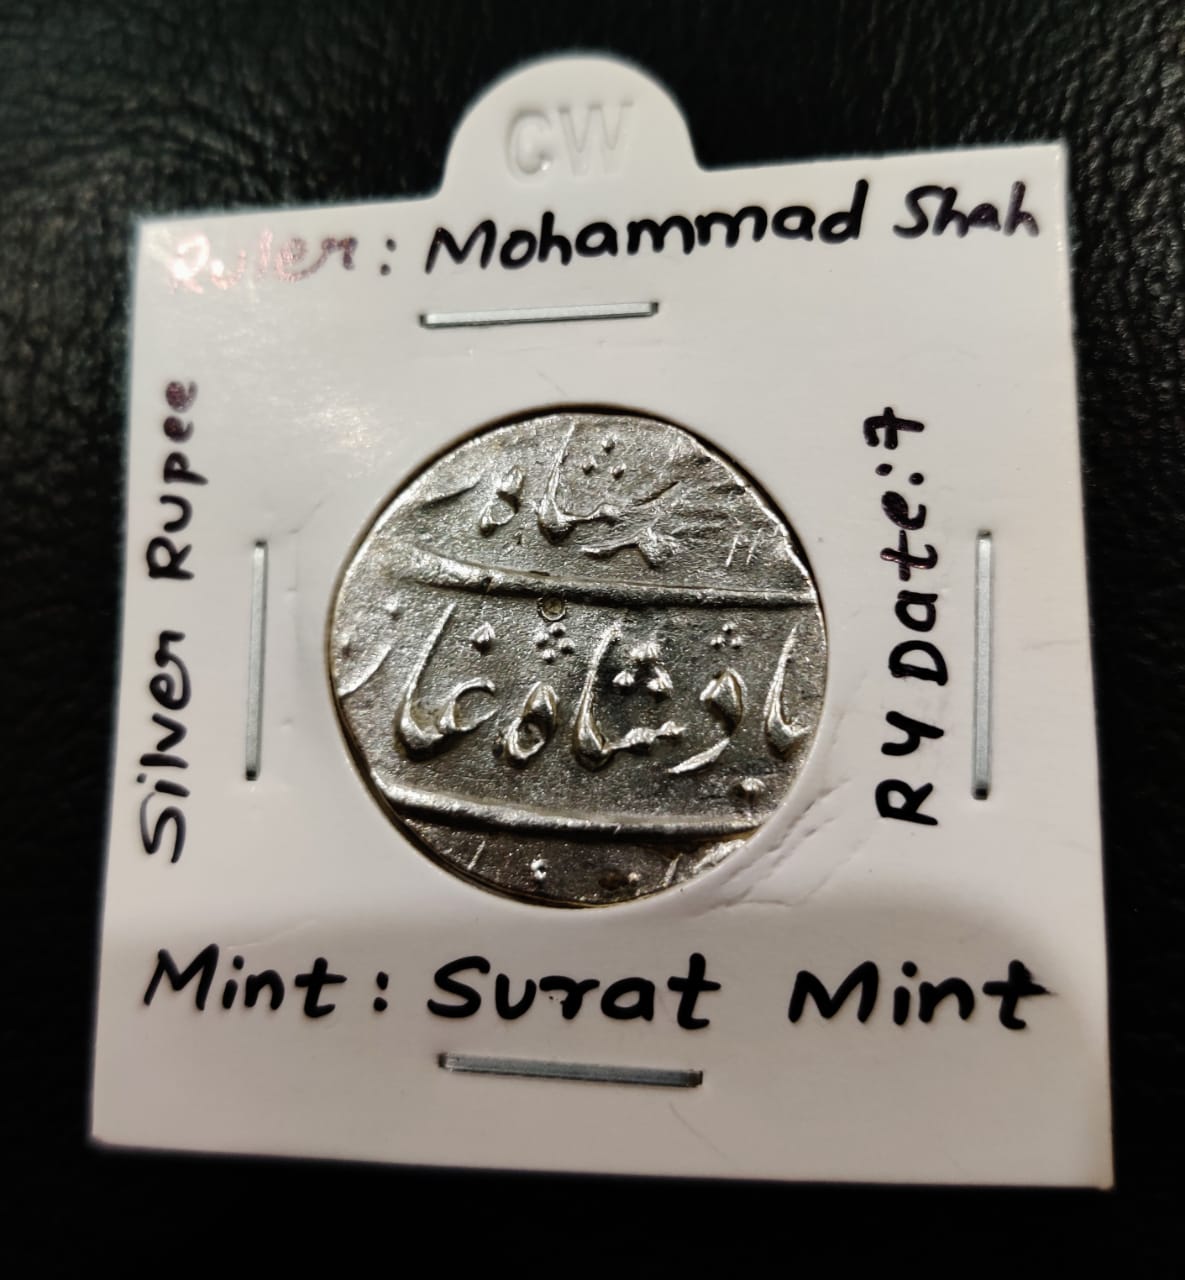 CW
Ruler: Mohammad Shah
Silver Rupee
RY Date:7
شاه
بادشاه غا
Mint: Surat Mint